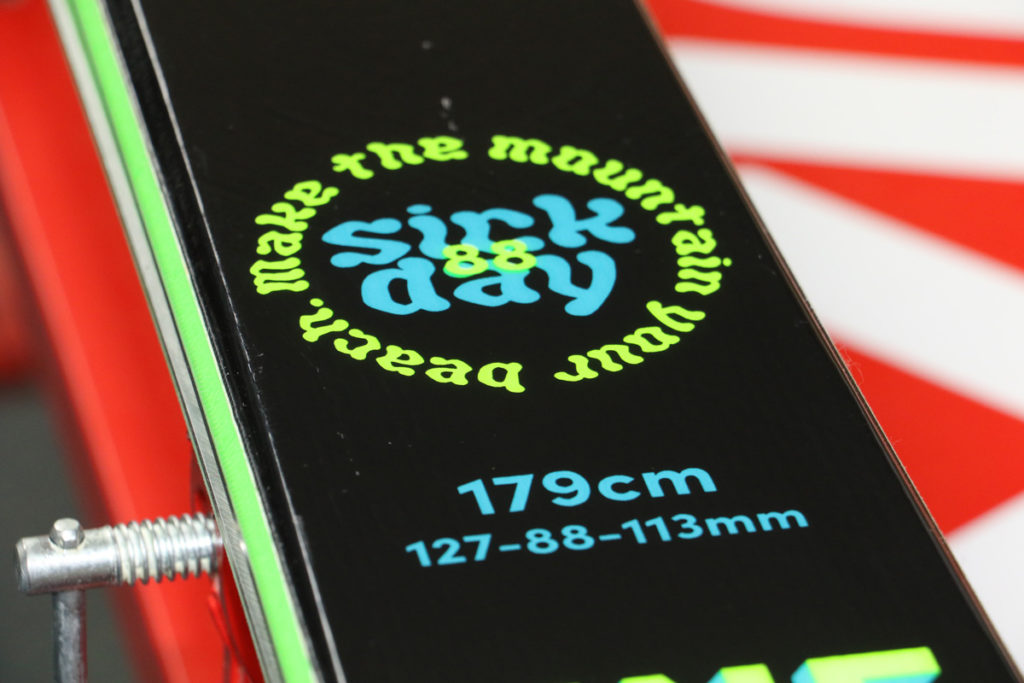 make the mountain your beach.
sick
88
day
179cm
127-88-113mm